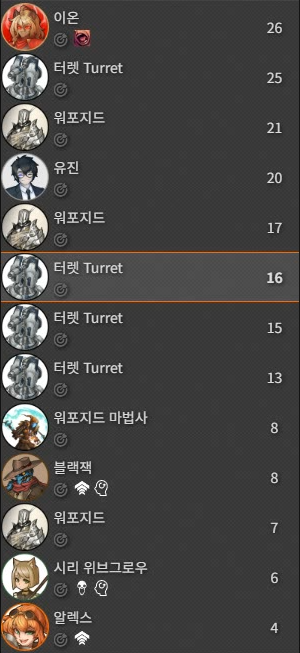 이온 26
터렛 Turret 25
워포지드 21
유진 20
워포지드 17
터렛 Turret 16
터렛 Turret 15
터렛 Turret 13
워포지드 마법사 8
블랙잭 8
워포지드 7
시리 위브그로우 6
알렉스 4